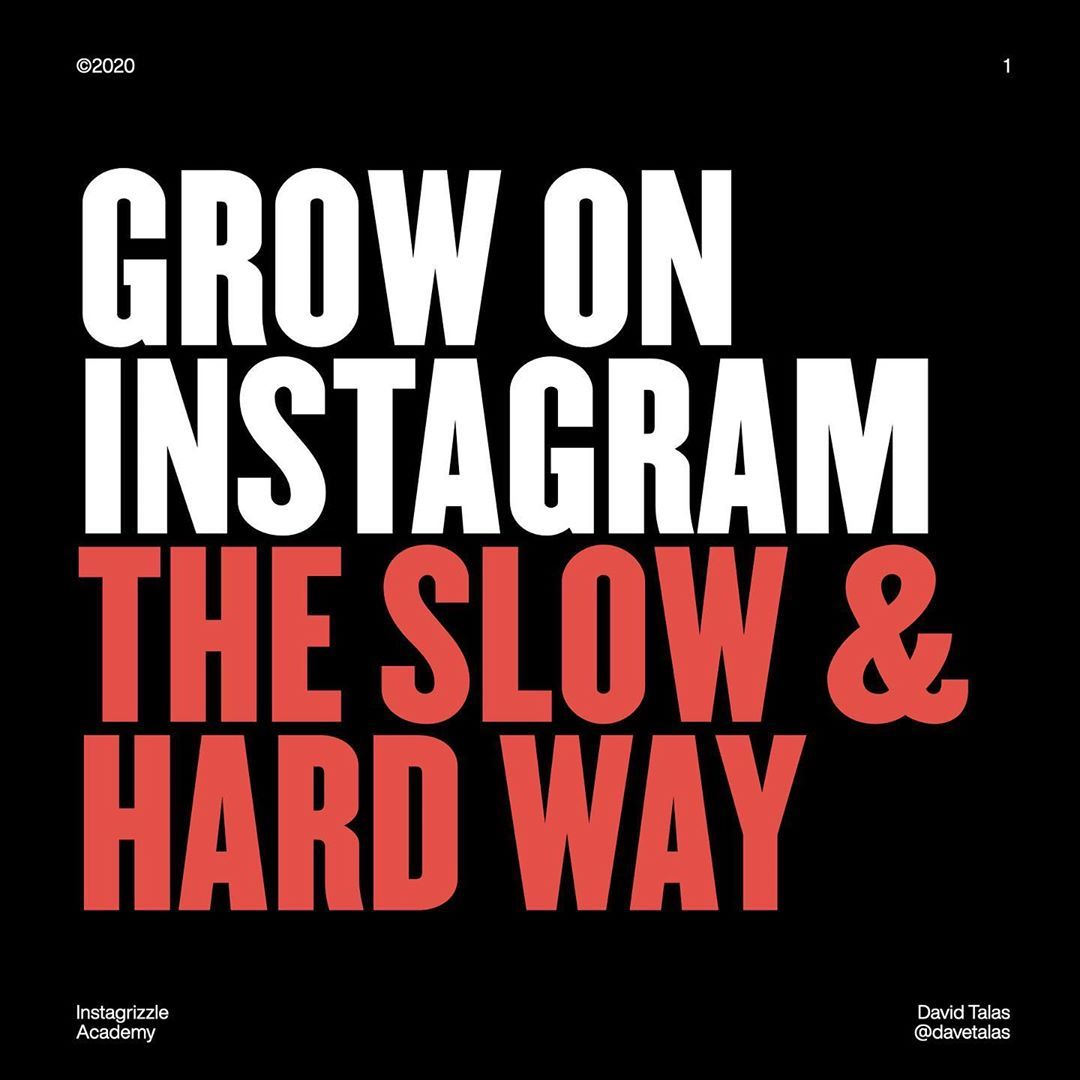 ©2020
1
GROW ON
INSTAGRAM
THE SLOW &
HARD WAY
Instagrizzle
Academy
David Talas
@davetalas